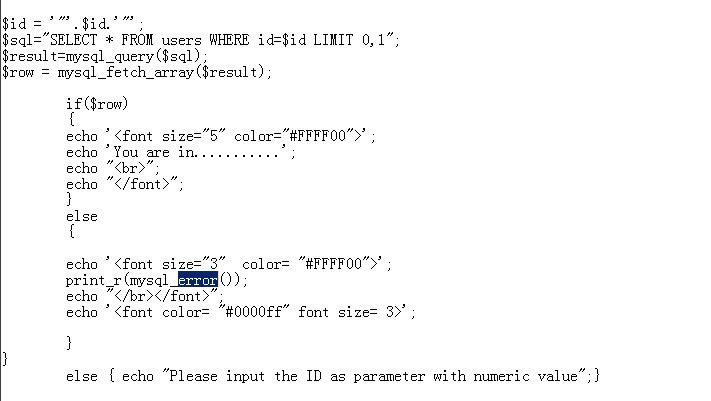 $id = '"'.$id.'"';
$sql="SELECT * FROM users WHERE id=$id LIMIT 0,1";
$result=mysql_query($sql);
$row = mysql_fetch_array($result);
if($row)
{
echo '<font size="5" color="#FFFF00">';
echo 'You are in...........';
echo "<br>";
echo "</font>";
}
else
{
echo '<font size="3"  color= "#FFFF00">';
print_r(mysql_error());
echo "</br></font>";
echo '<font color= "#0000ff" font size= 3>';
}
}
else { echo "Please input the ID as parameter with numeric value";}